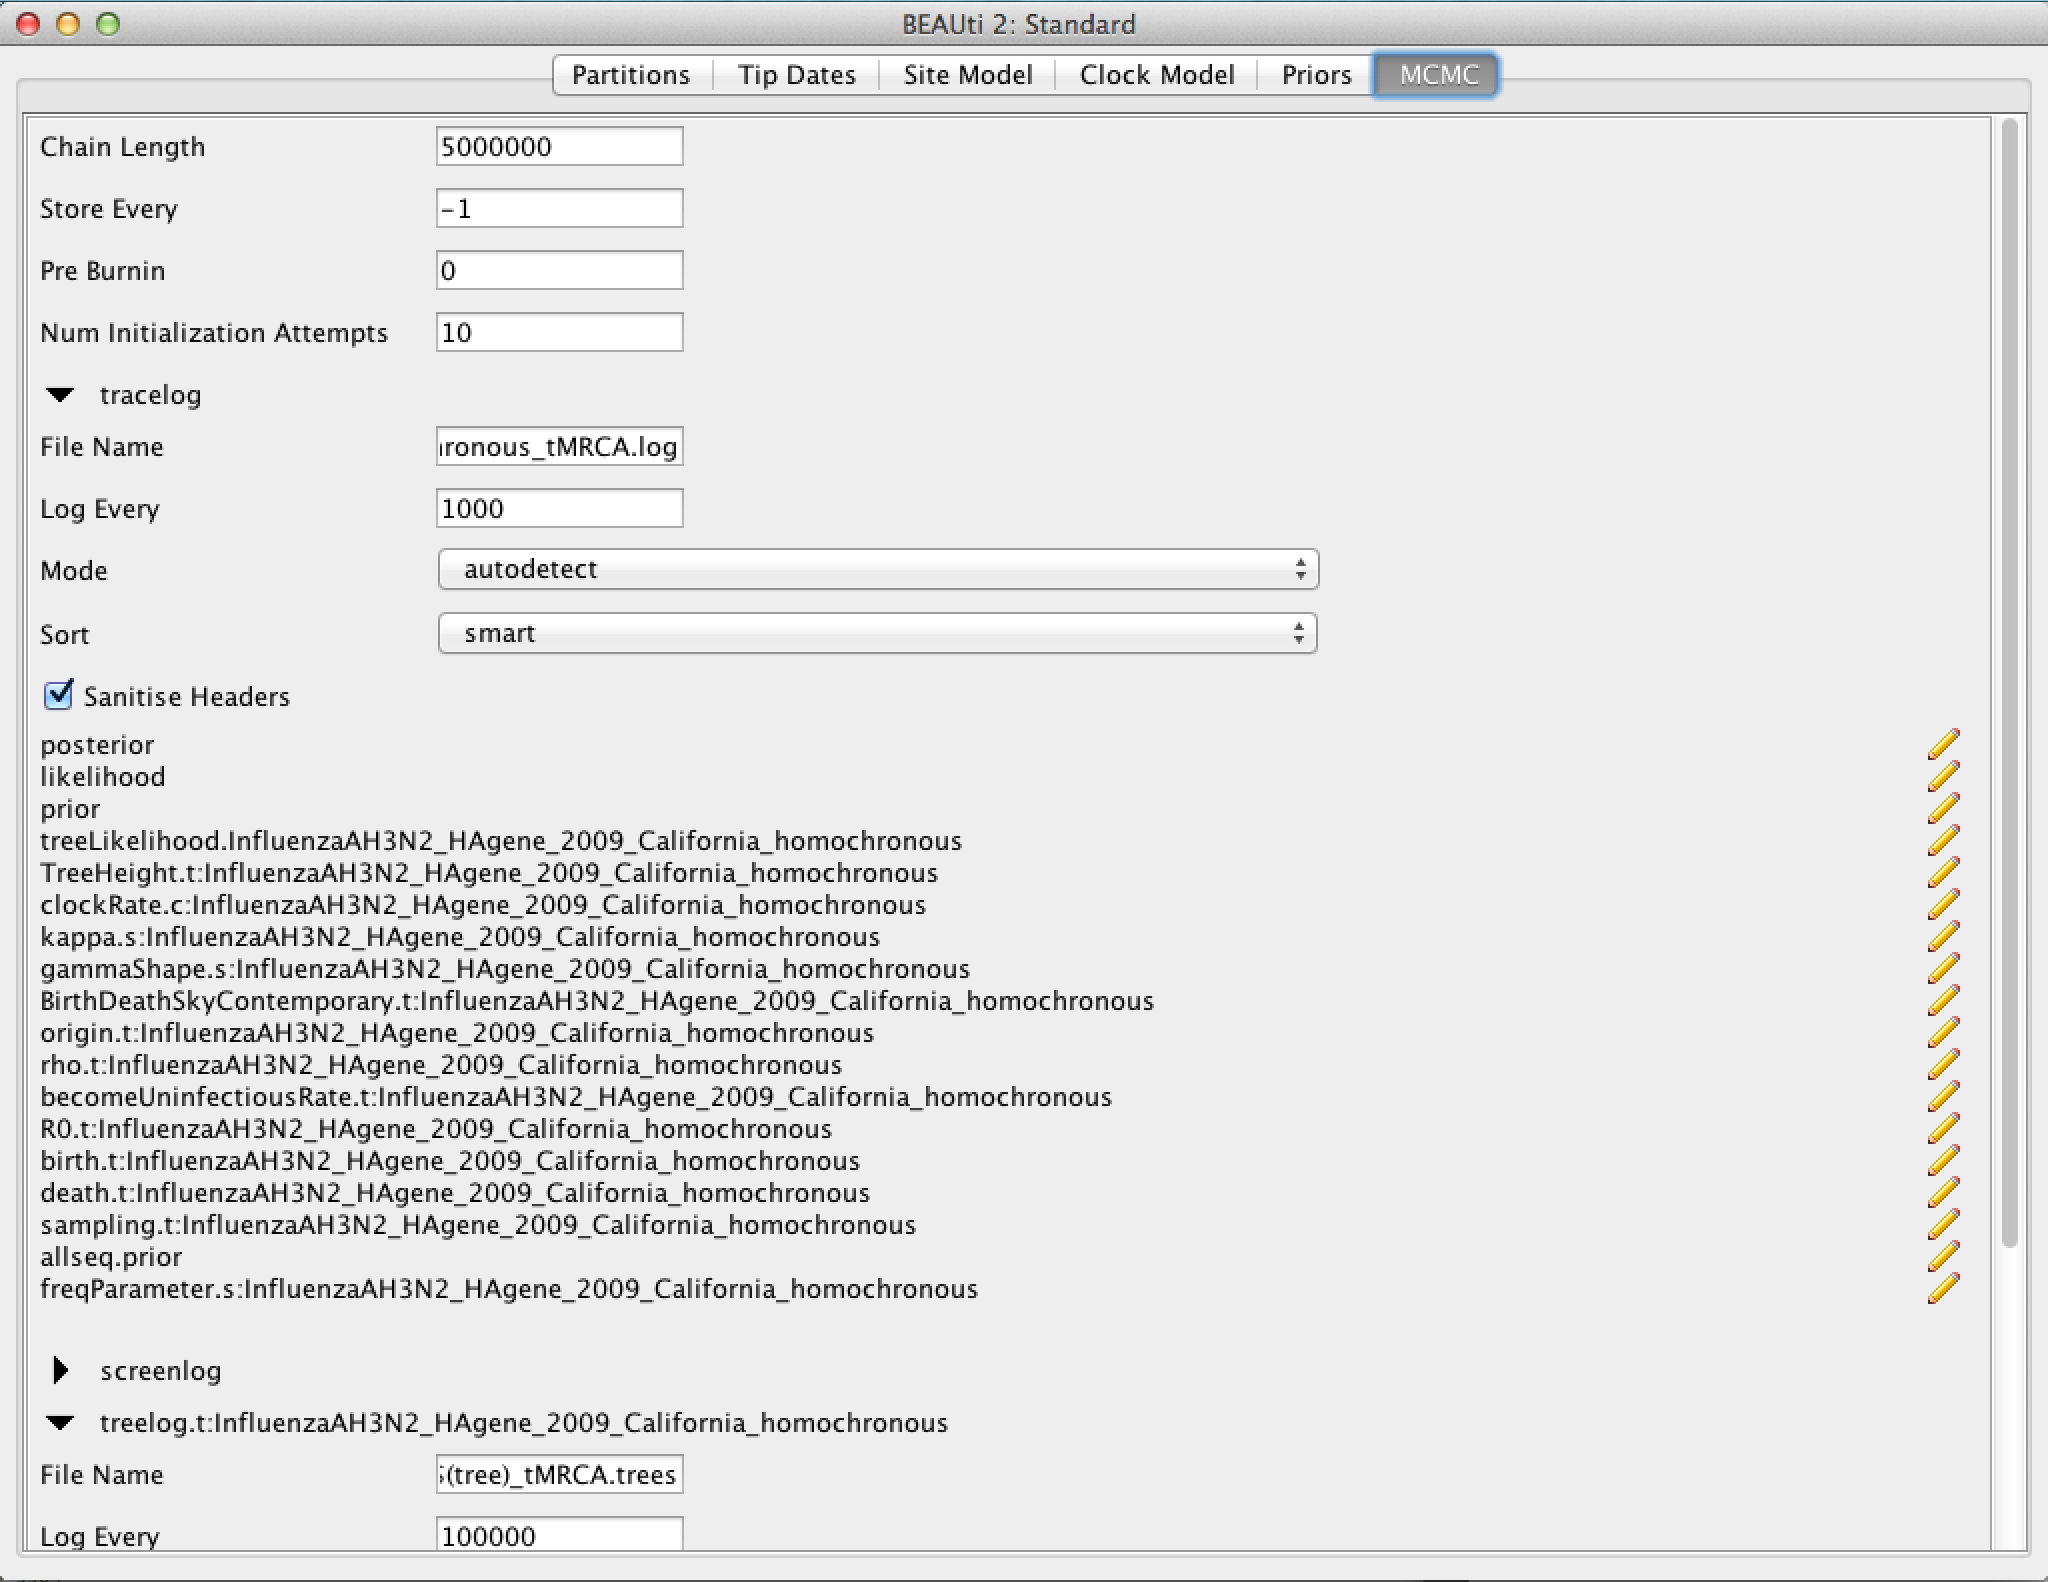 BEAUti 2: Standard
Partitions Tip Dates Site Model Clock Model Priors MCMC
Chain Length 5000000
Store Every -1
Pre Burnin 0
Num Initialization Attempts 10
tracelog
File Name ronous_tMRCA.log
Log Every 1000
Mode autodetect
Sort smart
Sanitise Headers
posterior
likelihood
prior
treeLikelihood.InfluenzaAH3N2_HAgene_2009_California_homochronous
TreeHeight.t:InfluenzaAH3N2_HAgene_2009_California_homochronous
clockRate.c:InfluenzaAH3N2_HAgene_2009_California_homochronous
kappa.s:InfluenzaAH3N2_HAgene_2009_California_homochronous
gammaShape.s:InfluenzaAH3N2_HAgene_2009_California_homochronous
BirthDeathSkyContemporary.t:InfluenzaAH3N2_HAgene_2009_California_homochronous
origin.t:InfluenzaAH3N2_HAgene_2009_California_homochronous
rho.t:InfluenzaAH3N2_HAgene_2009_California_homochronous
becomeUninfectiousRate.t:InfluenzaAH3N2_HAgene_2009_California_homochronous
R0.t:InfluenzaAH3N2_HAgene_2009_California_homochronous
birth.t:InfluenzaAH3N2_HAgene_2009_California_homochronous
death.t:InfluenzaAH3N2_HAgene_2009_California_homochronous
sampling.t:InfluenzaAH3N2_HAgene_2009_California_homochronous
allseq.prior
freqParameter.s:InfluenzaAH3N2_HAgene_2009_California_homochronous
screenlog
treelog.t:InfluenzaAH3N2_HAgene_2009_California_homochronous
File Name $(tree)_tMRCA.trees
Log Every 100000